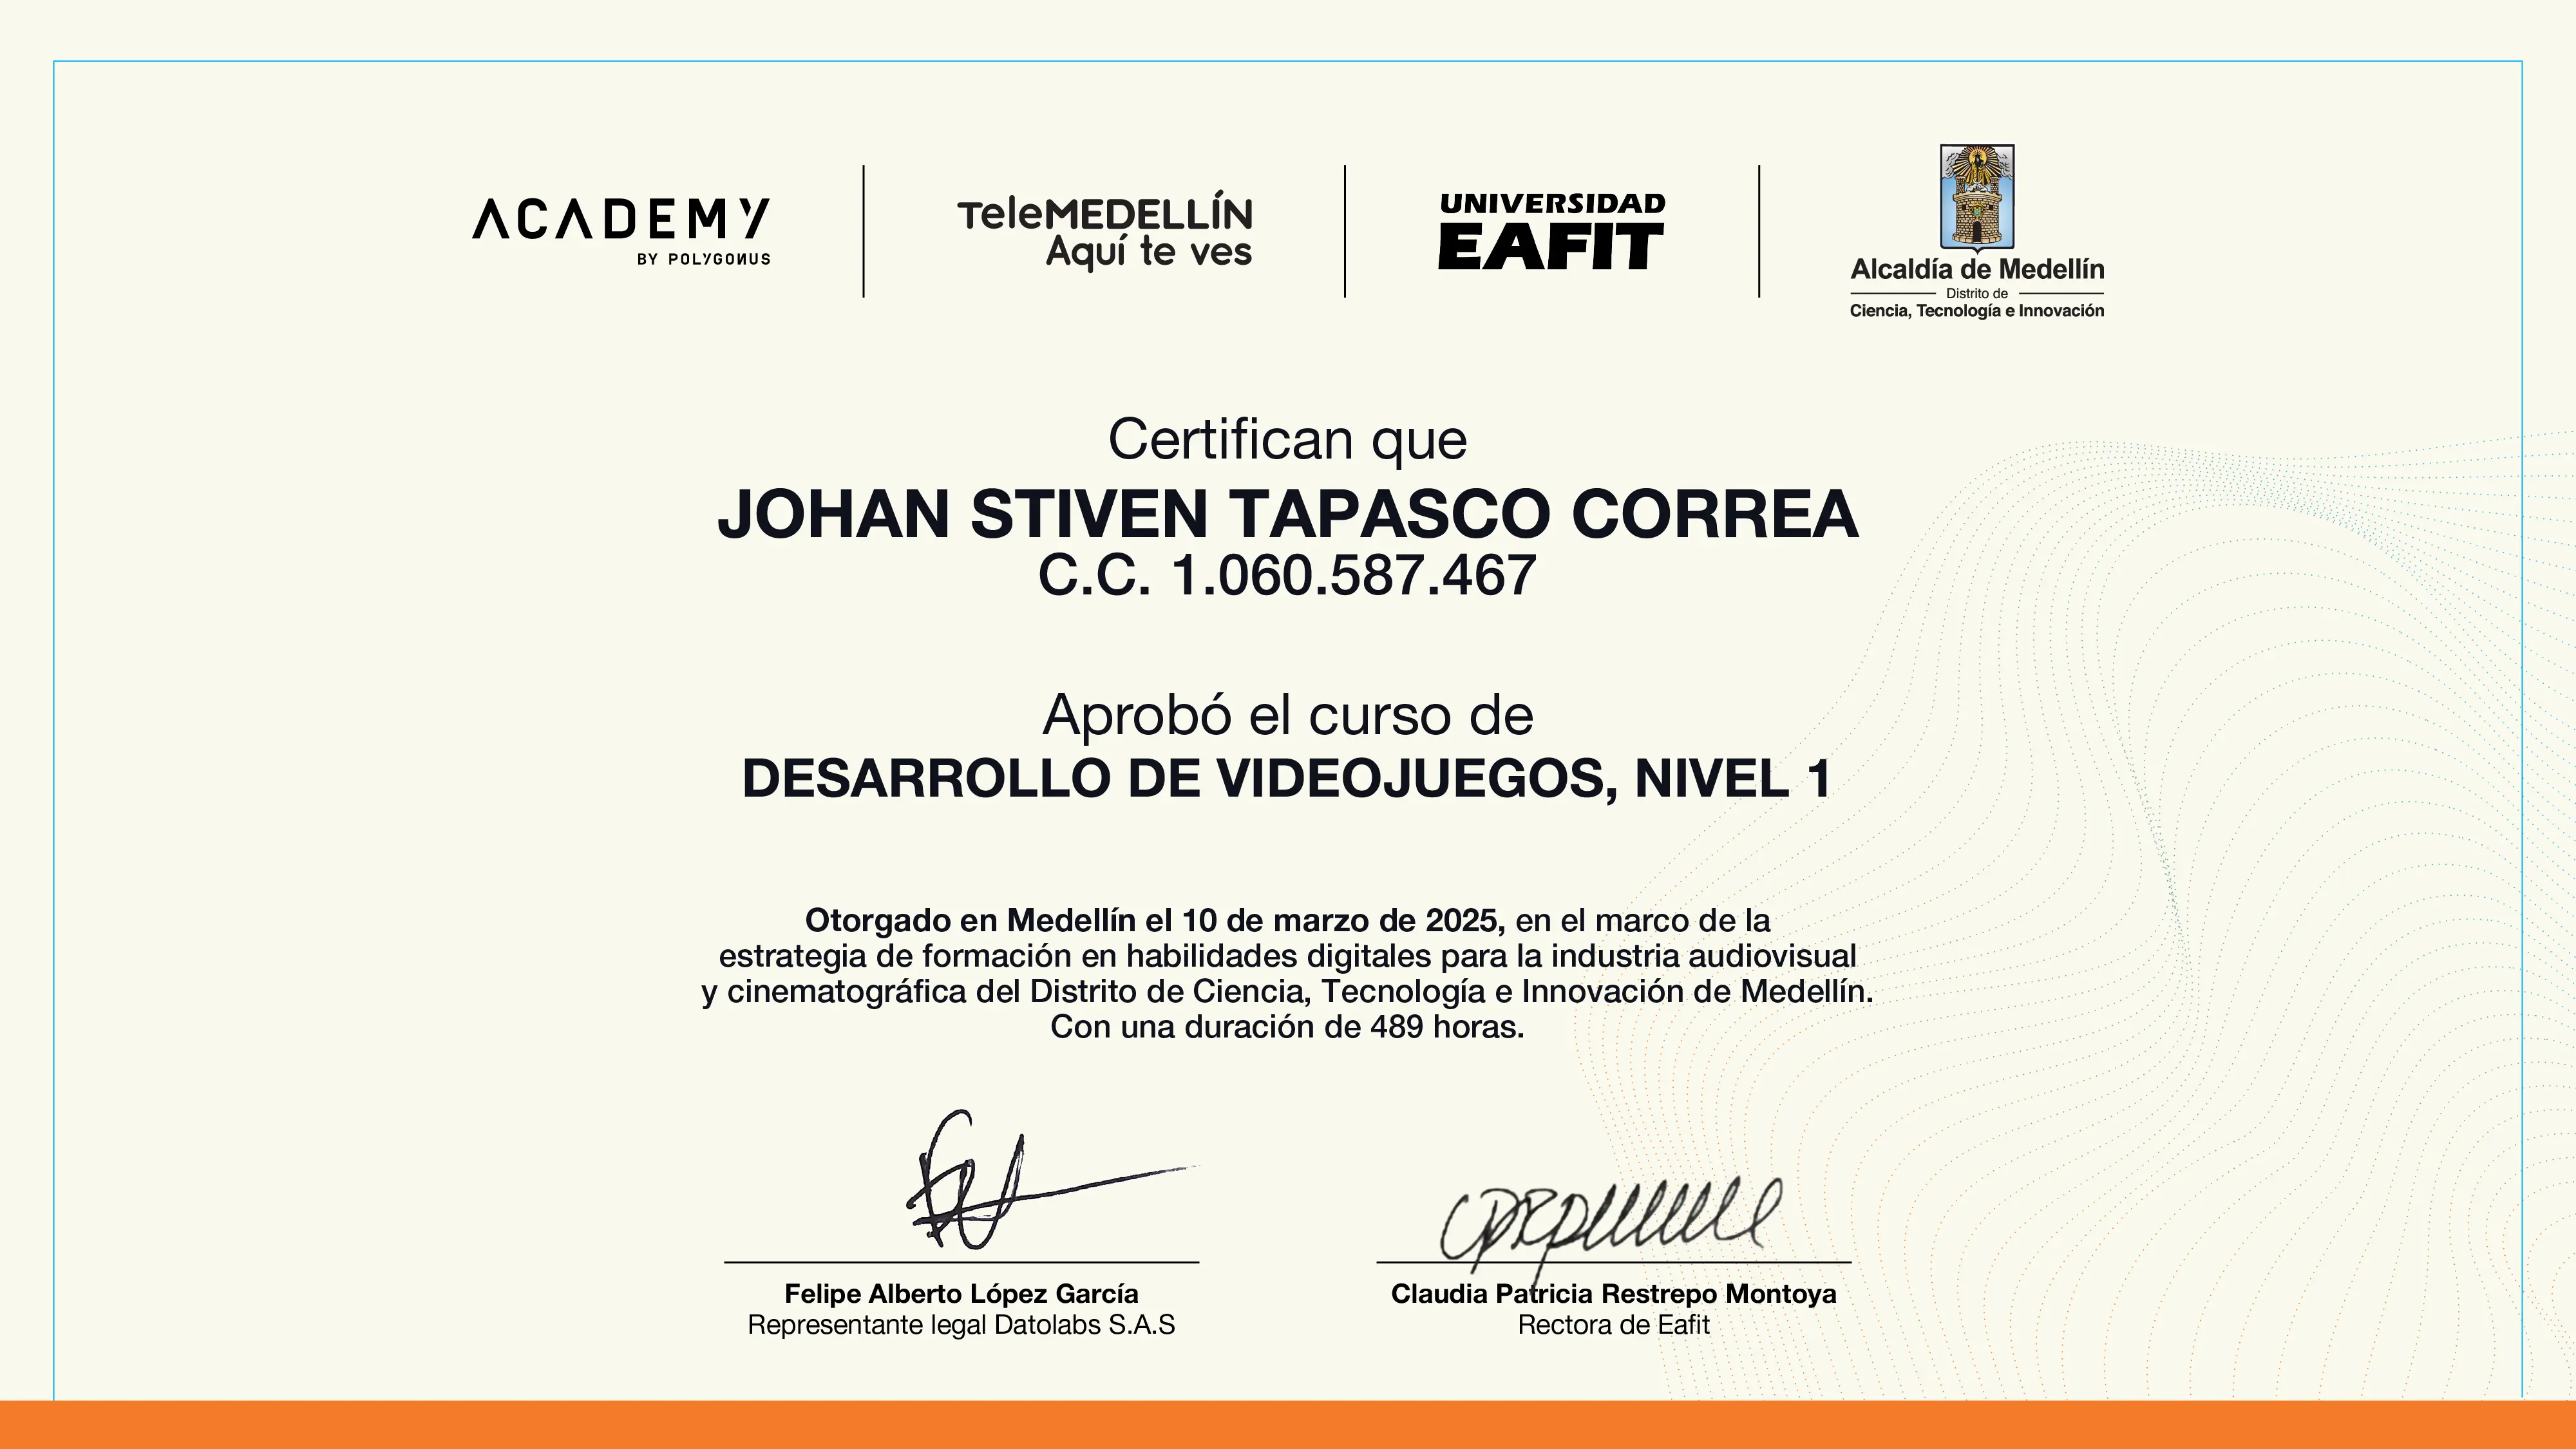 ACADEMY
BY POLYGONUS
TeleMEDELLÍN
Aquí te ves
UNIVERSIDAD
EAFIT
Alcaldía de Medellín
Distrito de
Ciencia, Tecnología e Innovación
Certifican que
JOHAN STIVEN TAPASCO CORREA
C.C. 1.060.587.467
Aprobó el curso de
DESARROLLO DE VIDEOJUEGOS, NIVEL 1
Otorgado en Medellín el 10 de marzo de 2025, en el marco de la
estrategia de formación en habilidades digitales para la industria audiovisual
y cinematográfica del Distrito de Ciencia, Tecnología e Innovación de Medellín.
Con una duración de 489 horas.
Felipe Alberto López García
Representante legal Datolabs S.A.S
Claudia Patricia Restrepo Montoya
Rectora de Eafit